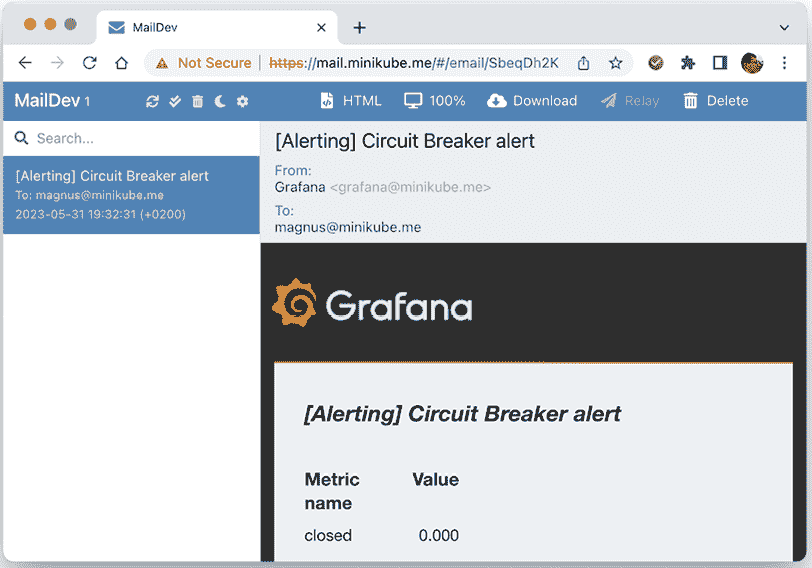 MailDev
Not Secure https://mail.minikube.me/#/email/SbeqDh2K
MailDev 1 HTML 100% Download Relay Delete
Search...
[Alerting] Circuit Breaker alert
To: magnus@minikube.me
2023-05-31 19:32:31 (+0200)
[Alerting] Circuit Breaker alert
From:
Grafana <grafana@minikube.me>
To:
magnus@minikube.me
Grafana
[Alerting] Circuit Breaker alert
Metric Value
name
closed 0.000